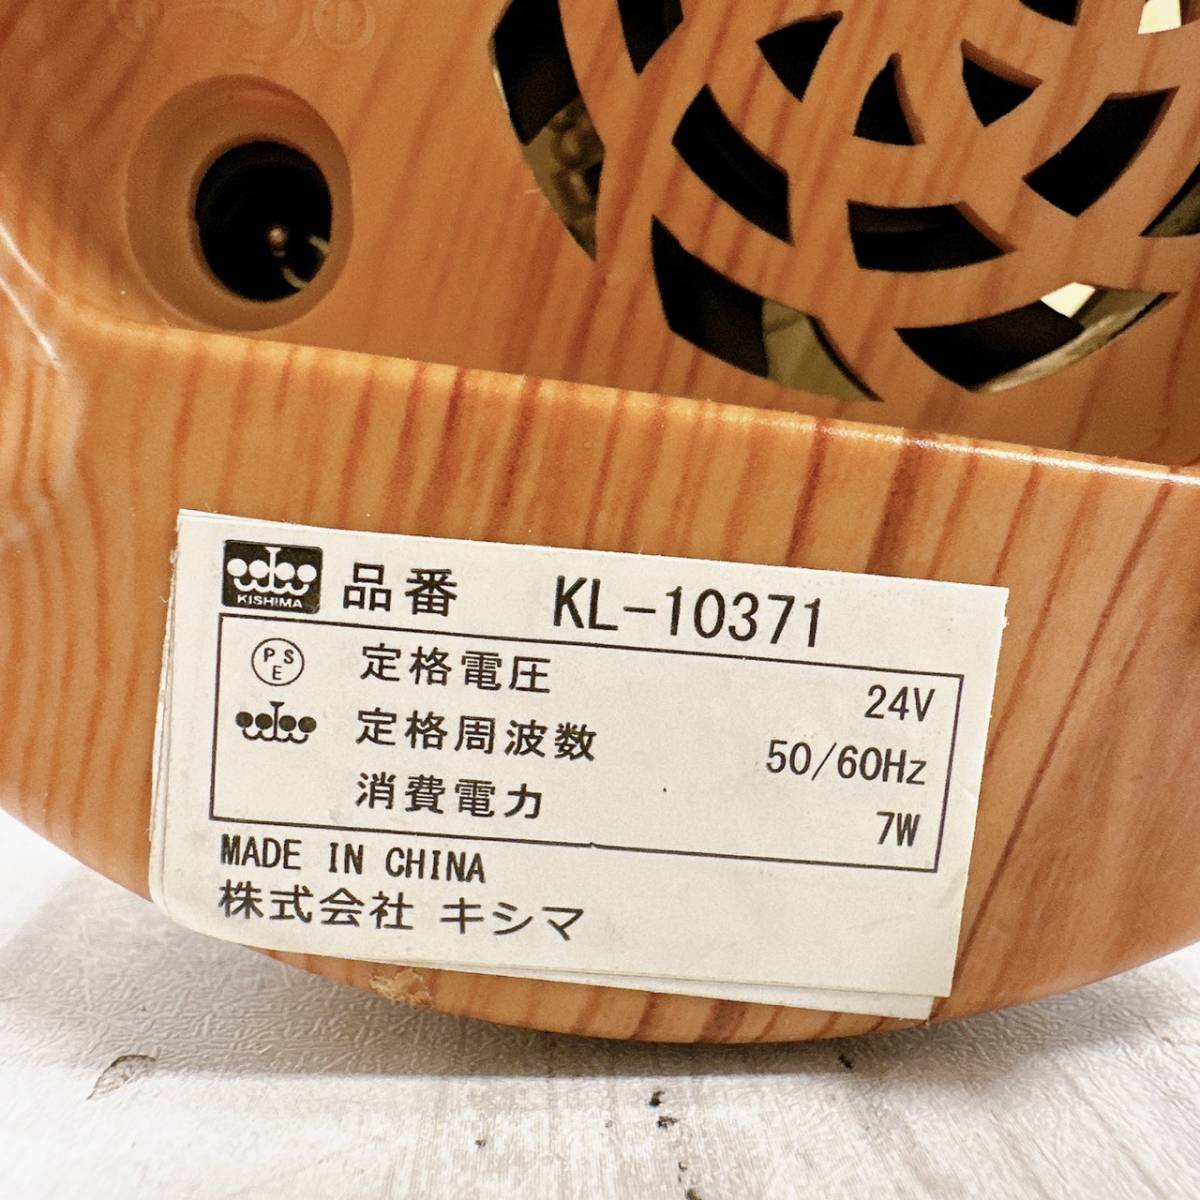 KISHIMA
品番 KL-10371
PSE 定格電圧 24V
定格周波数 50/60Hz
消費電力 7W
MADE IN CHINA
株式会社 キシマ